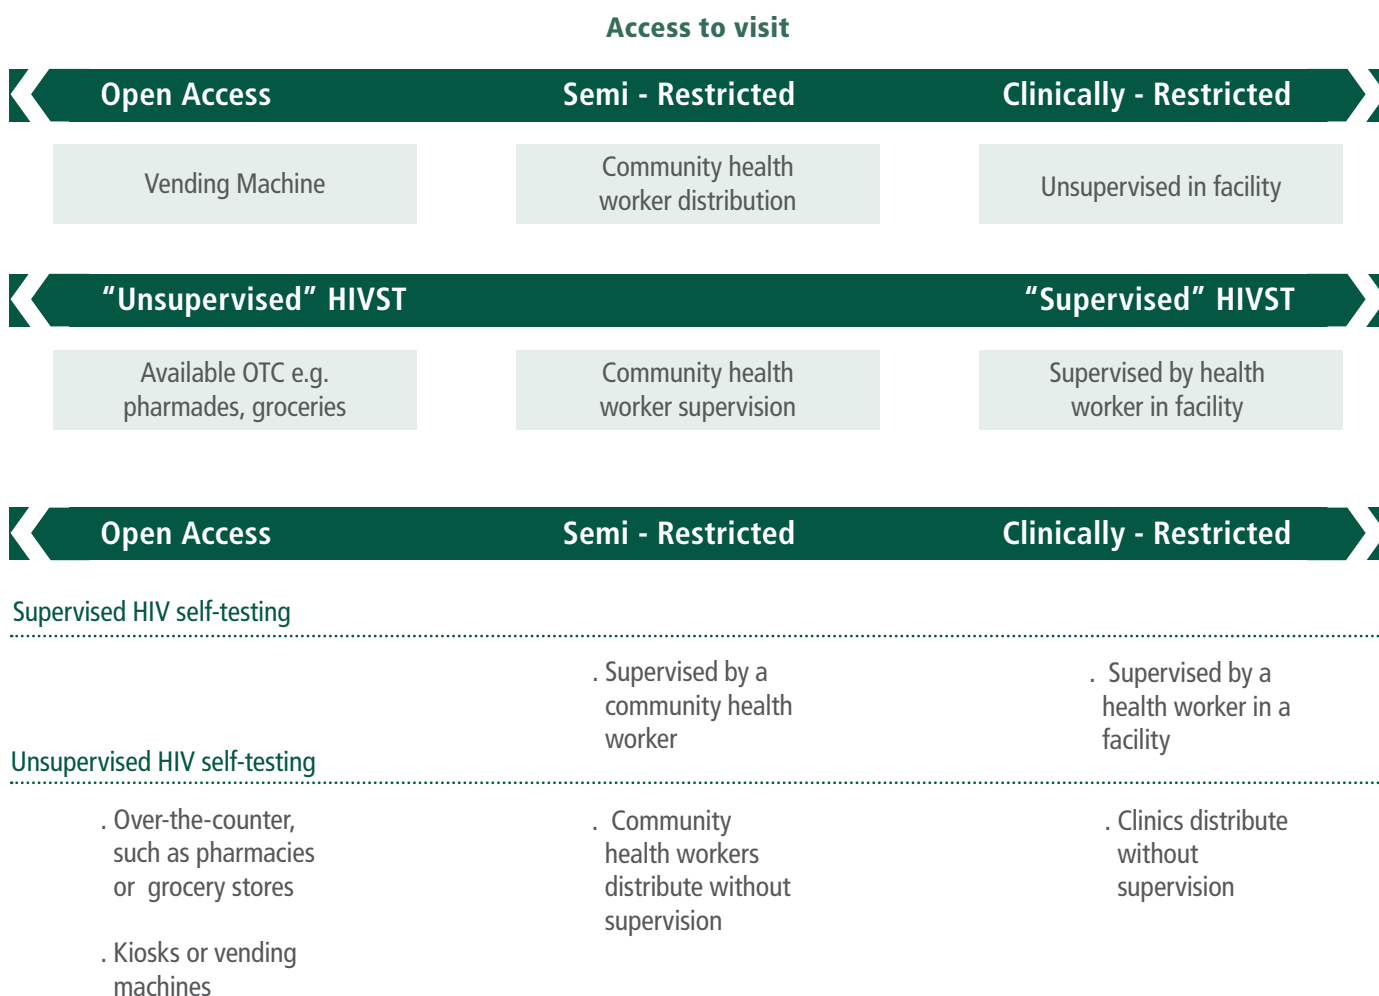 Access to visit
Open Access
Semi - Restricted
Clinically - Restricted
Vending Machine
Community health
worker distribution
Unsupervised in facility
“Unsupervised” HIVST
“Supervised” HIVST
Available OTC e.g.
pharmades, groceries
Community health
worker supervision
Supervised by health
worker in facility
Open Access
Semi - Restricted
Clinically - Restricted
Supervised HIV self-testing
. Supervised by a
community health
worker
. Supervised by a
health worker in a
facility
Unsupervised HIV self-testing
. Over-the-counter,
such as pharmacies
or grocery stores
. Kiosks or vending
machines
. Community
health workers
distribute without
supervision
. Clinics distribute
without
supervision